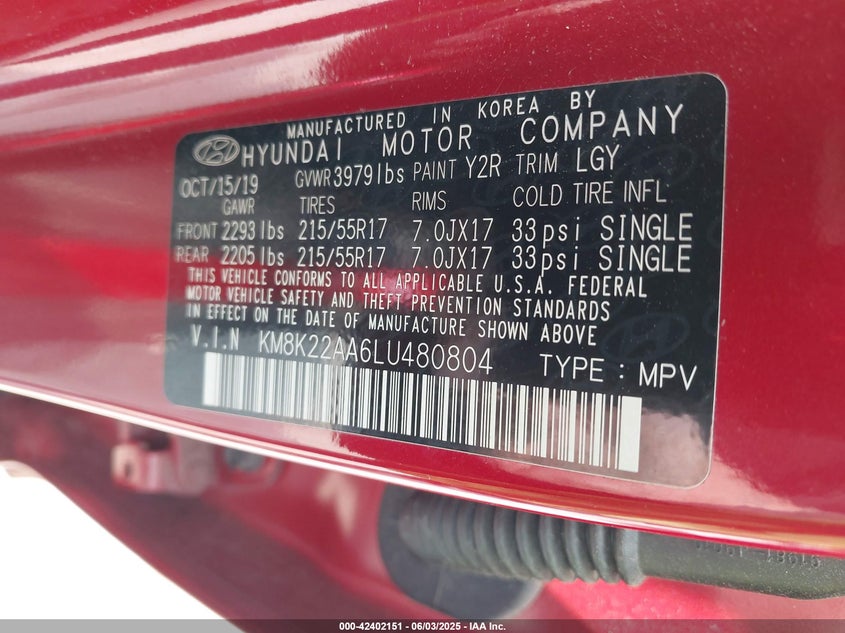 MANUFACTURED IN KOREA BY
HYUNDAI MOTOR COMPANY
OCT/15/19 GVWR 3979lbs PAINT Y2R TRIM LGY
GAWR TIRES RIMS COLD TIRE INFL
FRONT 2293 lbs 215/55R17 7.0JX17 33psi SINGLE
REAR 2205 lbs 215/55R17 7.0JX17 33psi SINGLE
THIS VEHICLE CONFORMS TO ALL APPLICABLE U.S.A. FEDERAL
MOTOR VEHICLE SAFETY AND THEFT PREVENTION STANDARDS
IN EFFECT ON THE DATE OF MANUFACTURE SHOWN ABOVE
V.I.N KM8K22AA6LU480804 TYPE : MPV
000-42402151 - 06/03/2025 - IAA Inc.